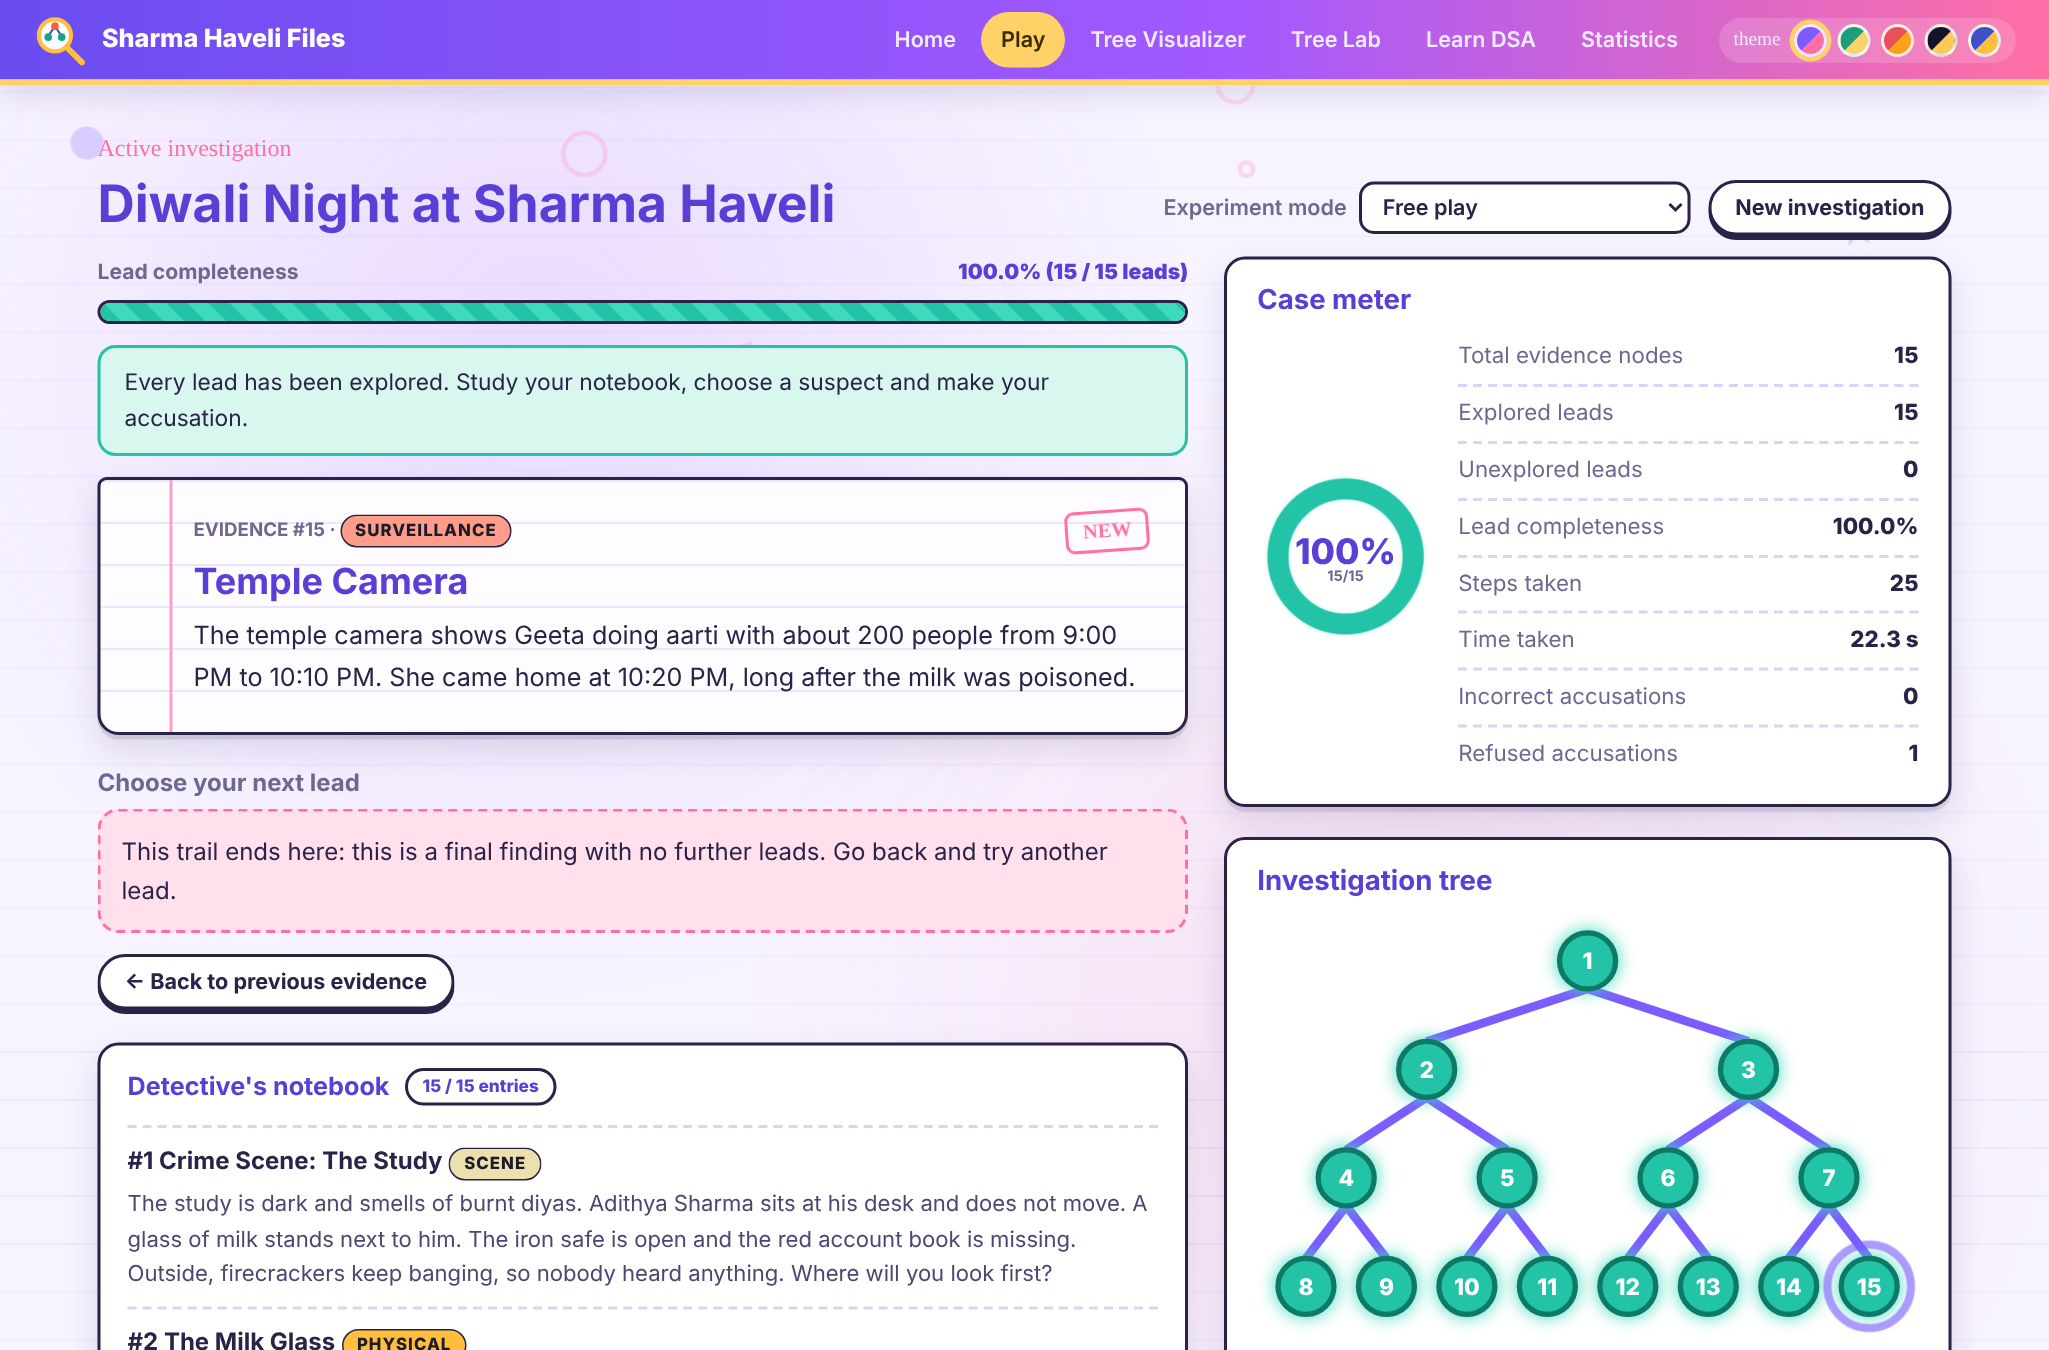 Sharma Haveli Files
Home
Play
Tree Visualizer
Tree Lab
Learn DSA
Statistics
theme
Active investigation
Diwali Night at Sharma Haveli
Experiment mode
Free play
New investigation
Lead completeness
100.0% (15 / 15 leads)
Every lead has been explored. Study your notebook, choose a suspect and make your
accusation.
EVIDENCE #15 · SURVEILLANCE
NEW
Temple Camera
The temple camera shows Geeta doing aarti with about 200 people from 9:00
PM to 10:10 PM. She came home at 10:20 PM, long after the milk was poisoned.
Choose your next lead
This trail ends here: this is a final finding with no further leads. Go back and try another
lead.
← Back to previous evidence
Detective's notebook
15 / 15 entries
#1 Crime Scene: The Study SCENE
The study is dark and smells of burnt diyas. Adithya Sharma sits at his desk and does not move. A
glass of milk stands next to him. The iron safe is open and the red account book is missing.
Outside, firecrackers keep banging, so nobody heard anything. Where will you look first?
#2 The Milk Glass PHYSICAL
Case meter
100%
15/15
Total evidence nodes 15
Explored leads 15
Unexplored leads 0
Lead completeness 100.0%
Steps taken 25
Time taken 22.3 s
Incorrect accusations 0
Refused accusations 1
Investigation tree
1
2 3
4 5 6 7
8 9 10 11 12 13 14 15